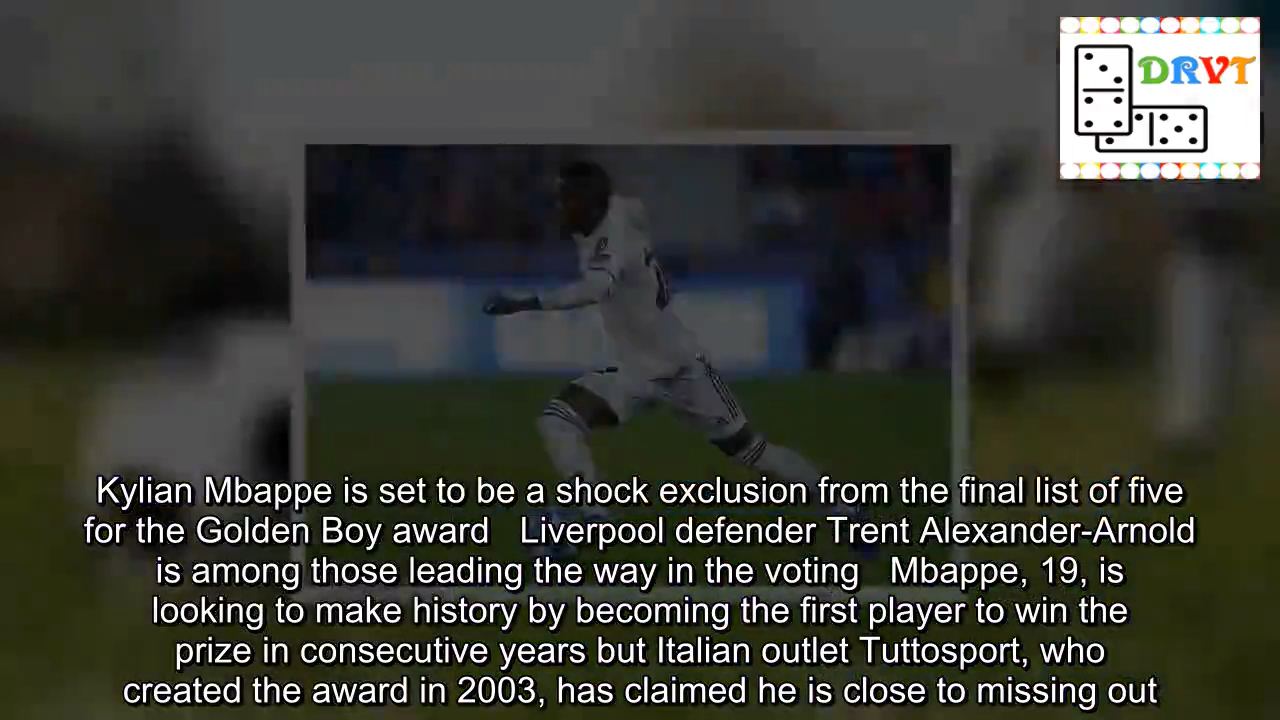 DRVT
Kylian Mbappe is set to be a shock exclusion from the final list of five
for the Golden Boy award   Liverpool defender Trent Alexander-Arnold
is among those leading the way in the voting   Mbappe, 19, is
looking to make history by becoming the first player to win the
prize in consecutive years but Italian outlet Tuttosport, who
created the award in 2003, has claimed he is close to missing out